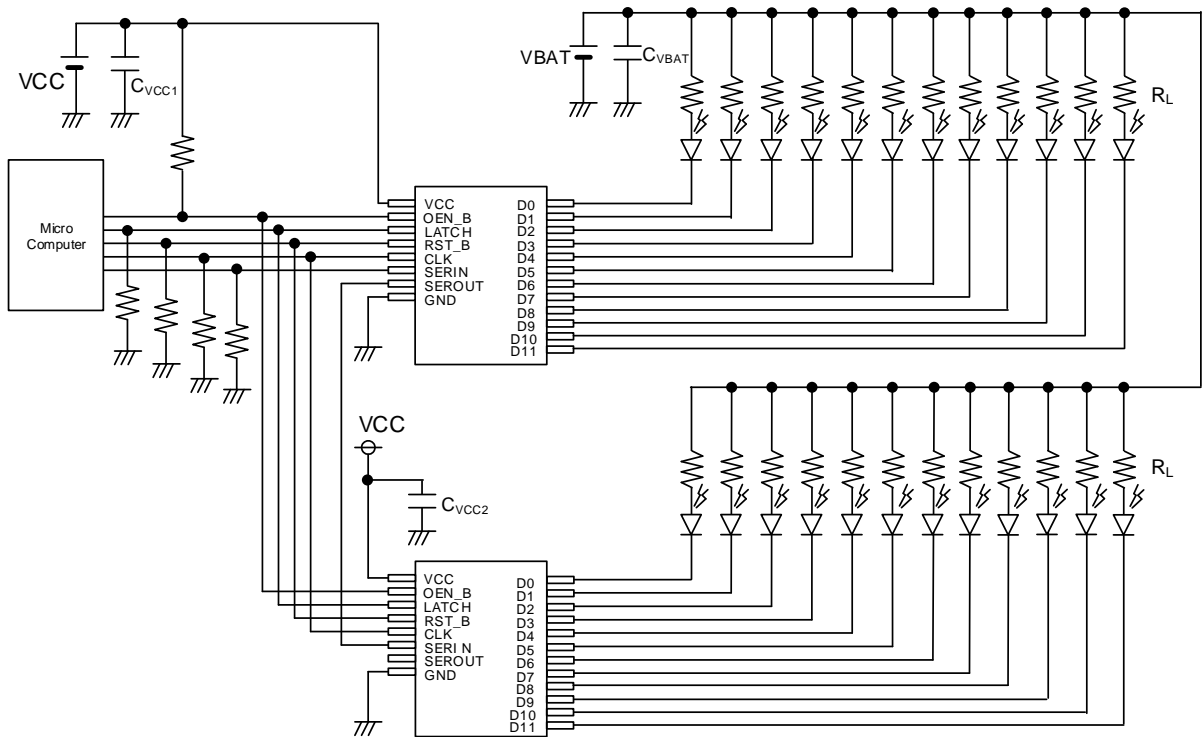 VCC
CVCC1
VBAT
CVBAT
RL
Micro
Computer
VCC
OEN_B
LATCH
RST_B
CLK
SERIN
SEROUT
GND
D0
D1
D2
D3
D4
D5
D6
D7
D8
D9
D10
D11
VCC
CVCC2
RL
VCC
OEN_B
LATCH
RST_B
CLK
SERI N
SEROUT
GND
D0
D1
D2
D3
D4
D5
D6
D7
D8
D9
D10
D11